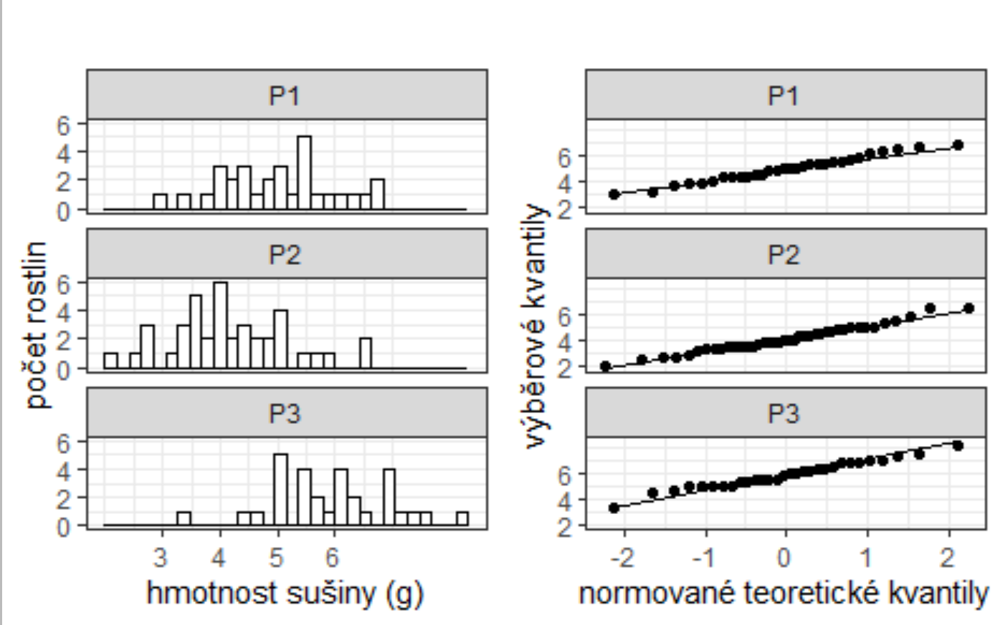 P1
6
4
2
0
P2
6
4
2
0
P3
6
4
2
0
3 4 5 6
počet rostlin
hmotnost sušiny (g)
P1
6
4
2
P2
6
4
2
P3
6
4
2
-2 -1 0 1 2
výběrové kvantily
normované teoretické kvantily